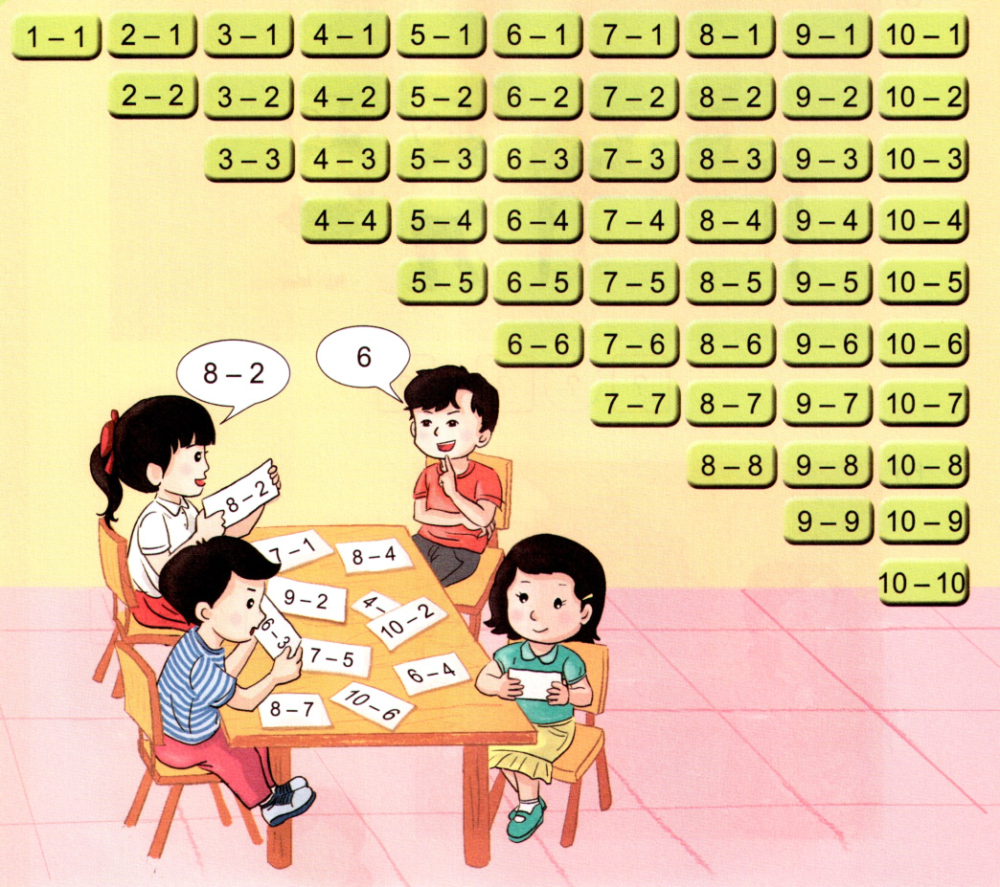 1 – 1 2 – 1 3 – 1 4 – 1 5 – 1 6 – 1 7 – 1 8 – 1 9 – 1 10 – 1
2 – 2 3 – 2 4 – 2 5 – 2 6 – 2 7 – 2 8 – 2 9 – 2 10 – 2
3 – 3 4 – 3 5 – 3 6 – 3 7 – 3 8 – 3 9 – 3 10 – 3
4 – 4 5 – 4 6 – 4 7 – 4 8 – 4 9 – 4 10 – 4
5 – 5 6 – 5 7 – 5 8 – 5 9 – 5 10 – 5
6 – 6 7 – 6 8 – 6 9 – 6 10 – 6
7 – 7 8 – 7 9 – 7 10 – 7
8 – 8 9 – 8 10 – 8
9 – 9 10 – 9
10 – 10
8 – 2
6
8 – 2
7 – 1
8 – 4
9 – 2
4 –
10 – 2
6 – 3
7 – 5
6 – 4
8 – 7
10 – 6